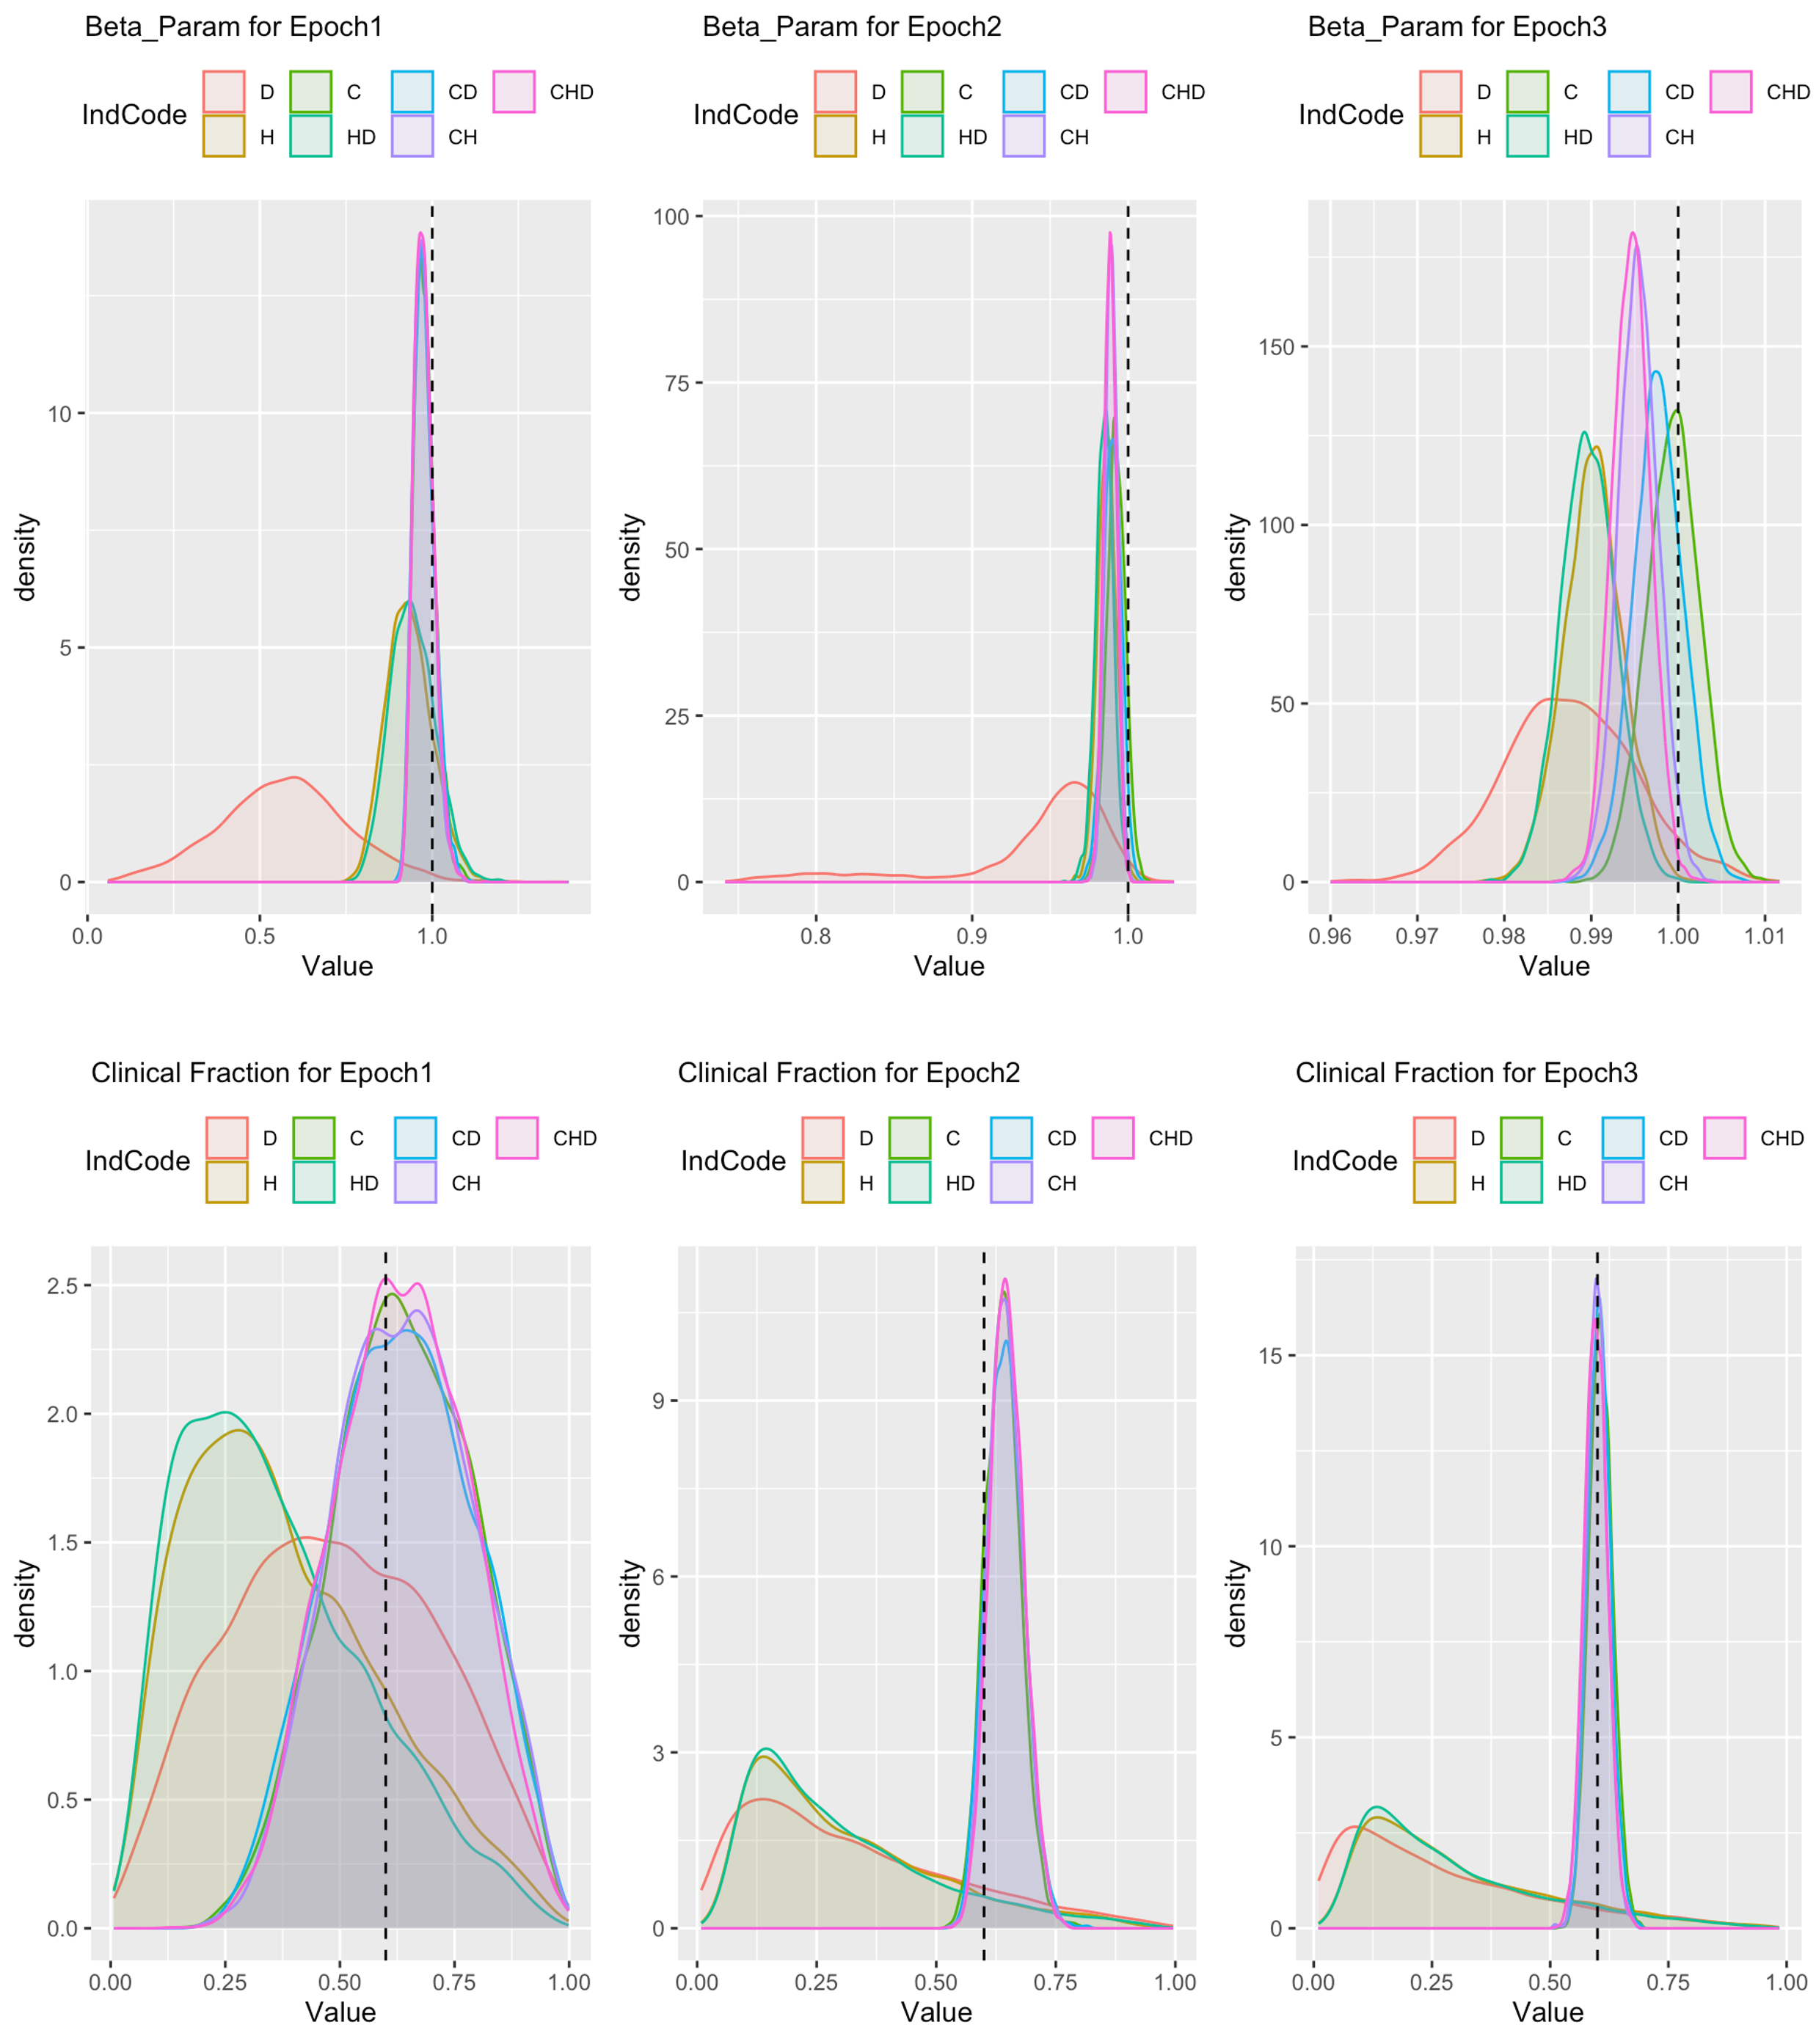 Beta_Param for Epoch1
IndCode D C CD CHD
H HD CH
10
5
0
density
0.0 0.5 1.0
Value
Beta_Param for Epoch2
IndCode D C CD CHD
H HD CH
100
75
50
25
0
density
0.8 0.9 1.0
Value
Beta_Param for Epoch3
IndCode D C CD CHD
H HD CH
150
100
50
0
density
0.96 0.97 0.98 0.99 1.00 1.01
Value
Clinical Fraction for Epoch1
IndCode D C CD CHD
H HD CH
2.5
2.0
1.5
1.0
0.5
0.0
density
0.00 0.25 0.50 0.75 1.00
Value
Clinical Fraction for Epoch2
IndCode D C CD CHD
H HD CH
9
6
3
0
density
0.00 0.25 0.50 0.75 1.00
Value
Clinical Fraction for Epoch3
IndCode D C CD CHD
H HD CH
15
10
5
0
density
0.00 0.25 0.50 0.75 1.00
Value